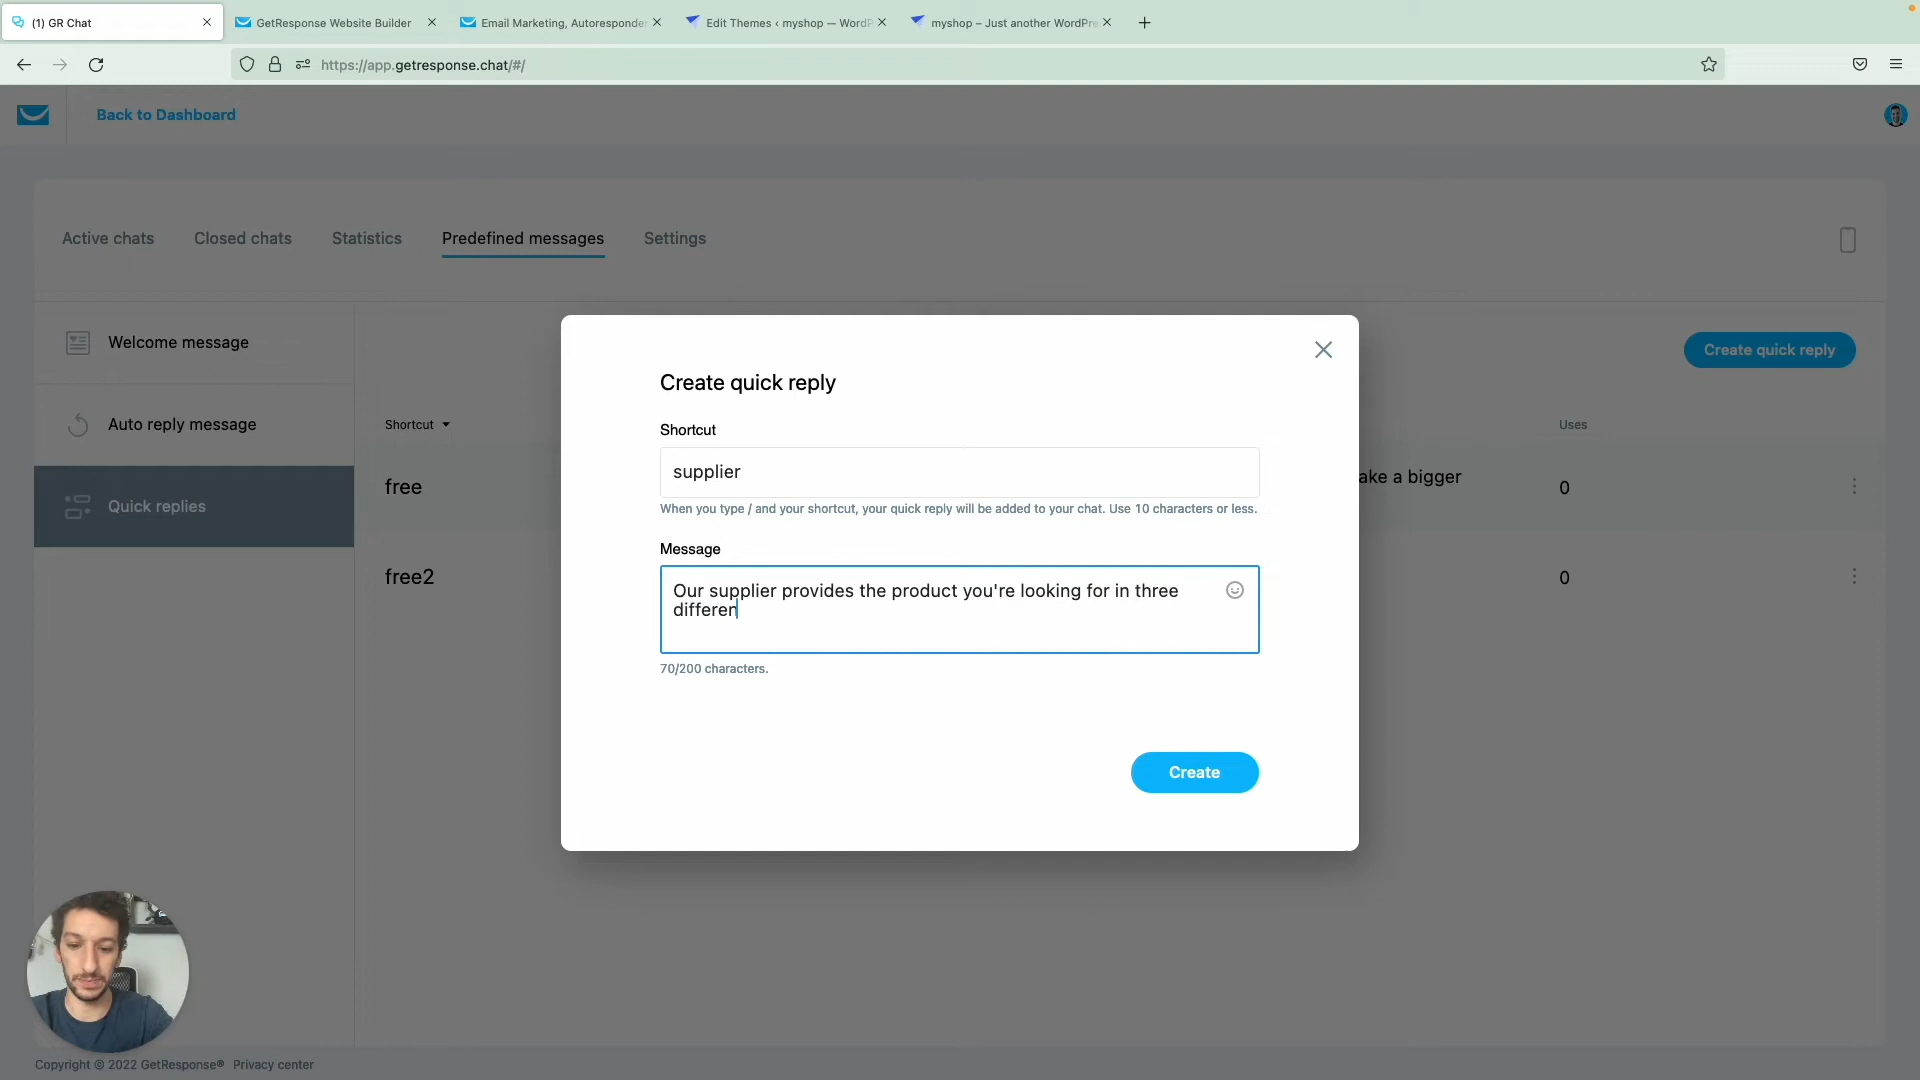 (1) GR Chat
GetResponse Website Builder
Email Marketing, Autoresponder
Edit Themes ‹ myshop — WordP
myshop – Just another WordPre
https://app.getresponse.chat/#/
Back to Dashboard
Active chats
Closed chats
Statistics
Predefined messages
Settings
Welcome message
Auto reply message
Quick replies
Create quick reply
Shortcut
Uses
free
ake a bigger
0
free2
0
Create quick reply
Shortcut
supplier
When you type / and your shortcut, your quick reply will be added to your chat. Use 10 characters or less.
Message
Our supplier provides the product you're looking for in three
differen
70/200 characters.
Create
Copyright © 2022 GetResponse® Privacy center